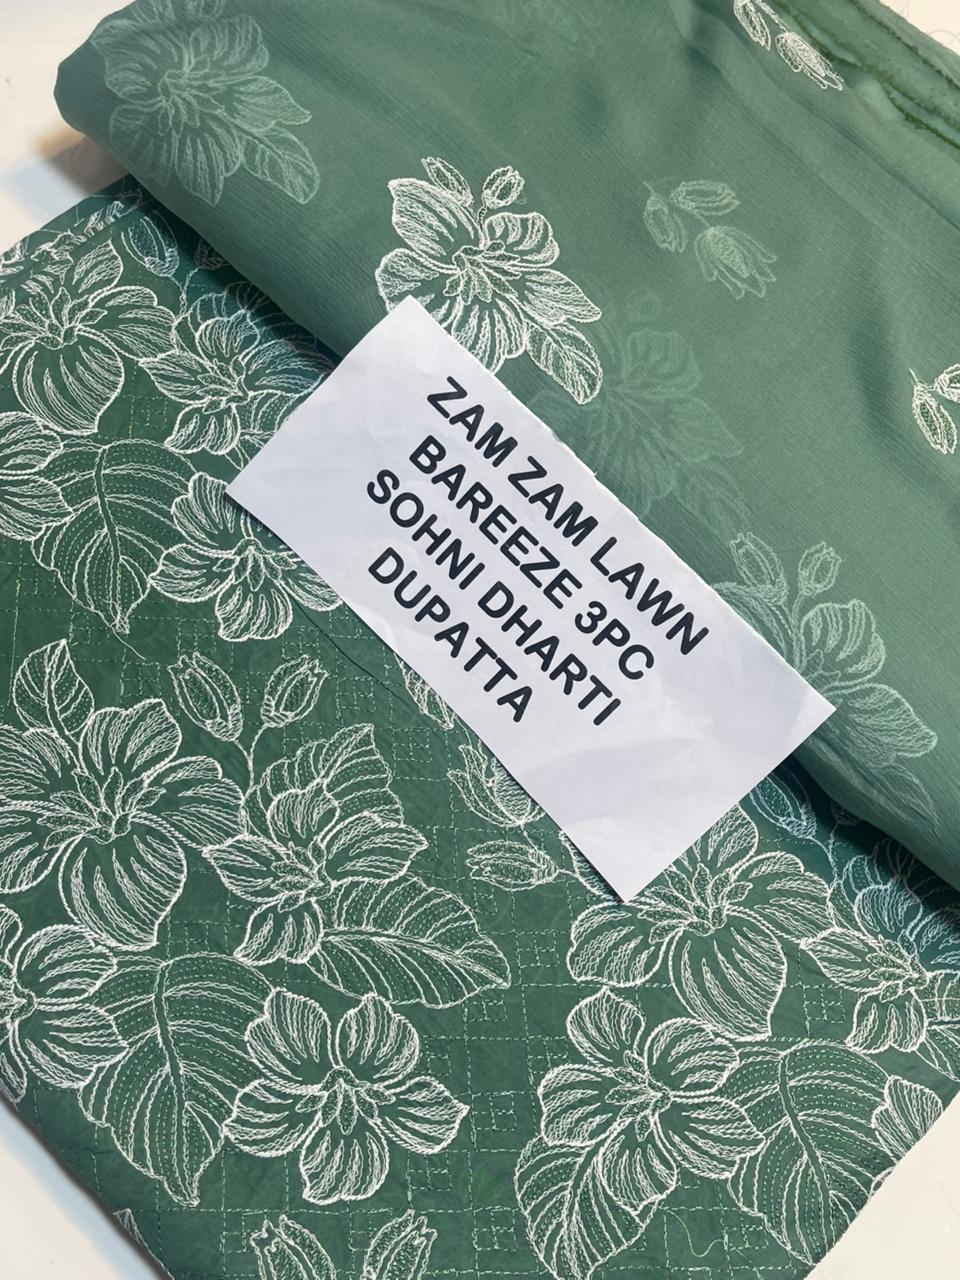 ZAM ZAM LAWN
BAREEZE 3PC
SOHNI DHARTI
DUPATTA